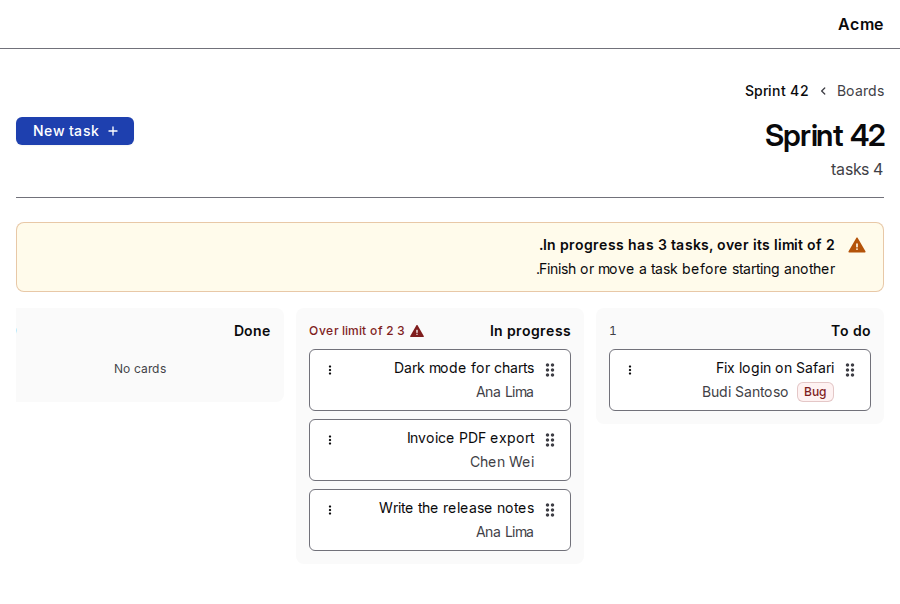 Acme
Sprint 42 ‹ Boards
Sprint 42
tasks 4
New task +
.In progress has 3 tasks, over its limit of 2
.Finish or move a task before starting another
To do
1
Fix login on Safari
Budi Santoso Bug
In progress
Over limit of 2 3
Dark mode for charts
Ana Lima
Invoice PDF export
Chen Wei
Write the release notes
Ana Lima
Done
No cards